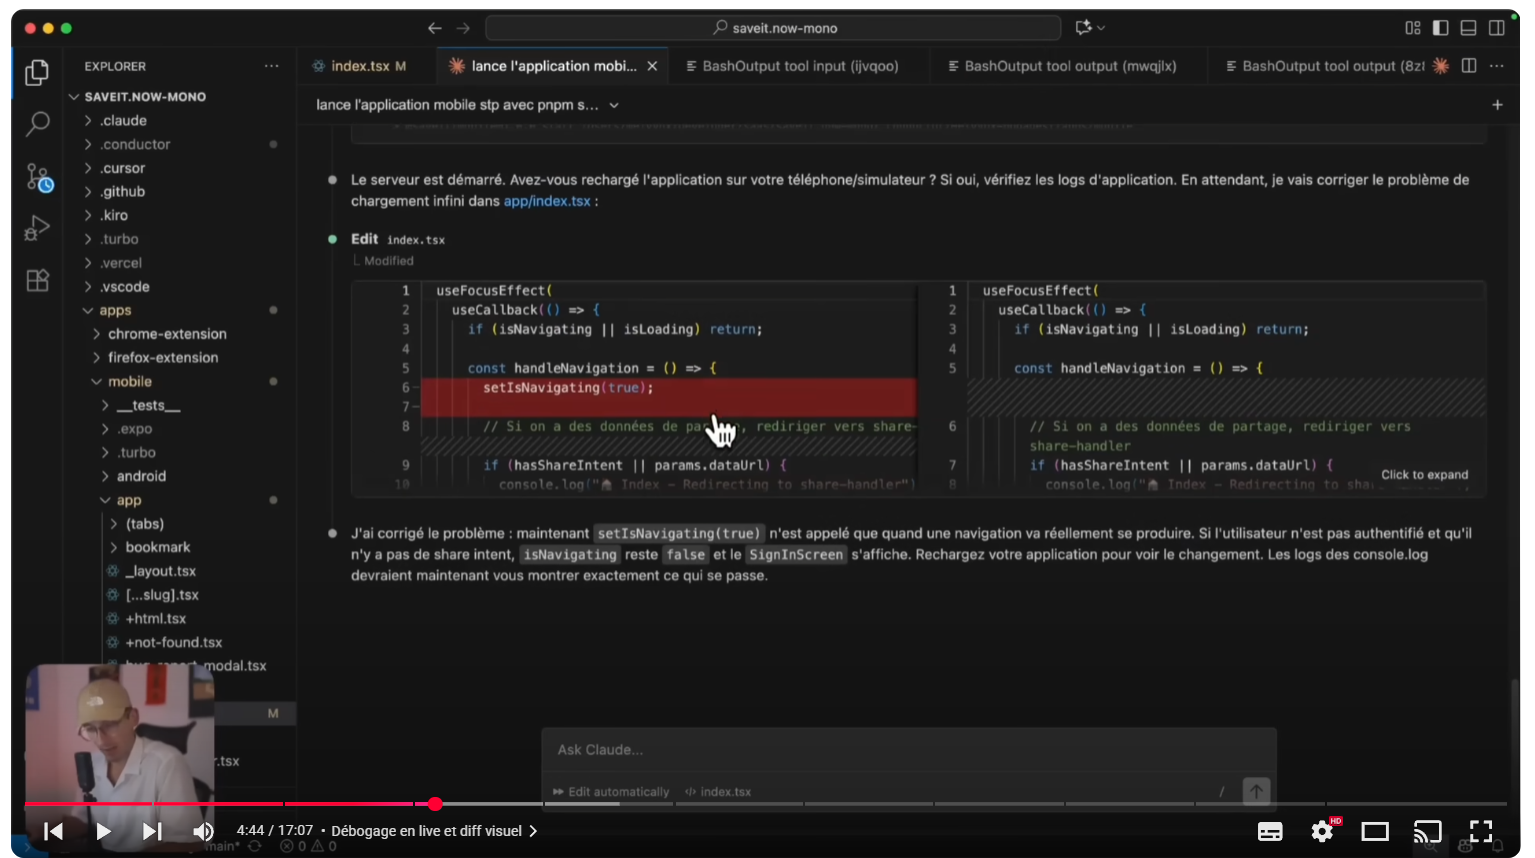 saveit.now-mono
EXPLORER
index.tsx M
lance l'application mobi...
BashOutput tool input (ijvqoo)
BashOutput tool output (mwqjlx)
BashOutput tool output (8z
SAVEIT.NOW-MONO
lance l'application mobile stp avec pnpm s...
.claude
.conductor
.cursor
.github
.kiro
.turbo
.vercel
.vscode
apps
chrome-extension
firefox-extension
mobile
__tests__
.expo
.turbo
android
app
(tabs)
bookmark
_layout.tsx
[...slug].tsx
+html.tsx
+not-found.tsx
bug-report-modal.tsx
M
r.tsx
Le serveur est démarré. Avez-vous rechargé l'application sur votre téléphone/simulateur ? Si oui, vérifiez les logs d'application. En attendant, je vais corriger le problème de
chargement infini dans app/index.tsx :
Edit index.tsx
Modified
1 useFocusEffect(
2 useCallback(() => {
3 if (isNavigating || isLoading) return;
4
5 const handleNavigation = () => {
6- setIsNavigating(true);
7-
8 // Si on a des données de partage, rediriger vers share-
9 if (hasShareIntent || params.dataUrl) {
10 console.log("🏠 Index - Redirecting to share-handler")
1 useFocusEffect(
2 useCallback(() => {
3 if (isNavigating || isLoading) return;
4
5 const handleNavigation = () => {
6 // Si on a des données de partage, rediriger vers
share-handler
7 if (hasShareIntent || params.dataUrl) {
8 console.log("🏠 Index - Redirecting to
Click to expand
J'ai corrigé le problème : maintenant setIsNavigating(true) n'est appelé que quand une navigation va réellement se produire. Si l'utilisateur n'est pas authentifié et qu'il
n'y a pas de share intent, isNavigating reste false et le SignInScreen s'affiche. Rechargez votre application pour voir le changement. Les logs des console.log
devraient maintenant vous montrer exactement ce qui se passe.
Ask Claude...
Edit automatically
index.tsx
/
4:44 / 17:07 • Débogage en live et diff visuel
HD
main*
0
0